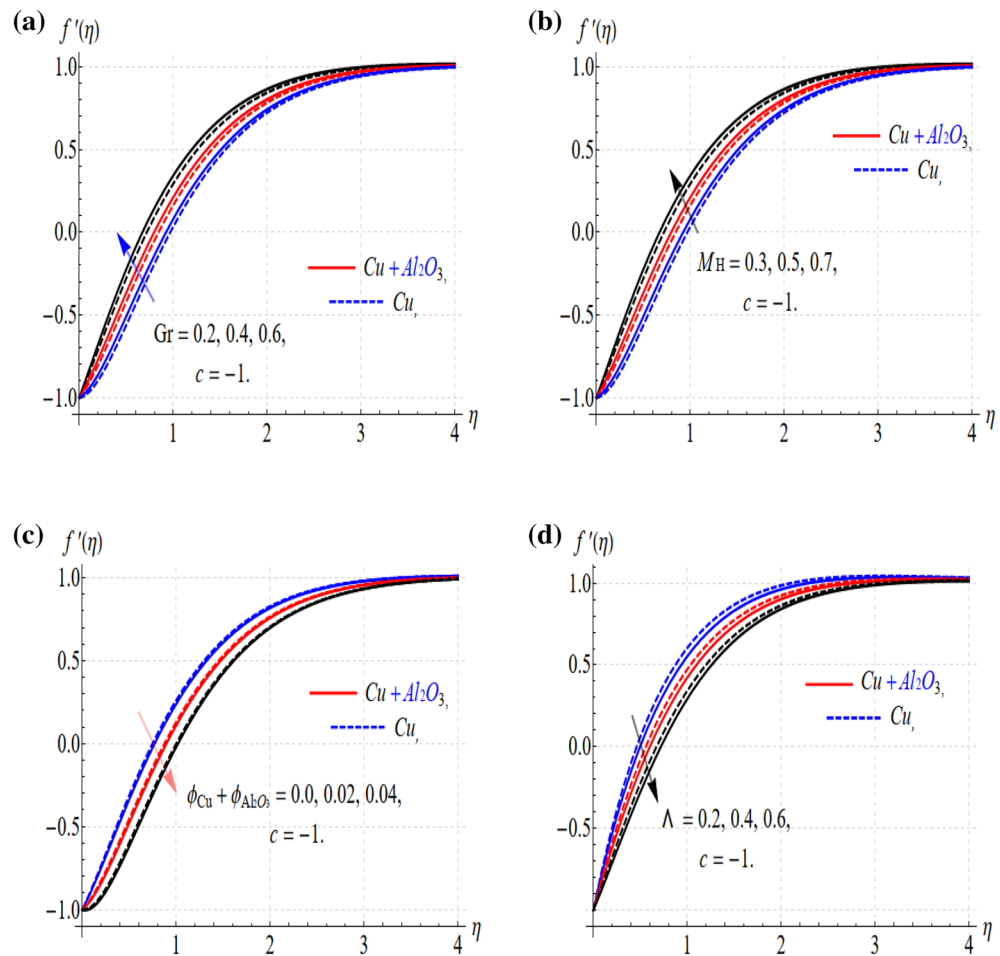 (a)
f ′(η)
1.0
0.5
0.0
−0.5
−1.0
Cu + Al₂O₃,
Cu,
Gr = 0.2, 0.4, 0.6,
c = −1.
1 2 3 4 η
(b)
f ′(η)
1.0
0.5
0.0
−0.5
−1.0
Cu + Al₂O₃,
Cu,
MH = 0.3, 0.5, 0.7,
c = −1.
1 2 3 4 η
(c)
f ′(η)
1.0
0.5
0.0
−0.5
−1.0
Cu + Al₂O₃,
Cu,
ϕCu + ϕAl₂O₃ = 0.0, 0.02, 0.04,
c = −1.
1 2 3 4 η
(d)
f ′(η)
1.0
0.5
0.0
−0.5
Cu + Al₂O₃,
Cu,
Λ = 0.2, 0.4, 0.6,
c = −1.
1 2 3 4 η